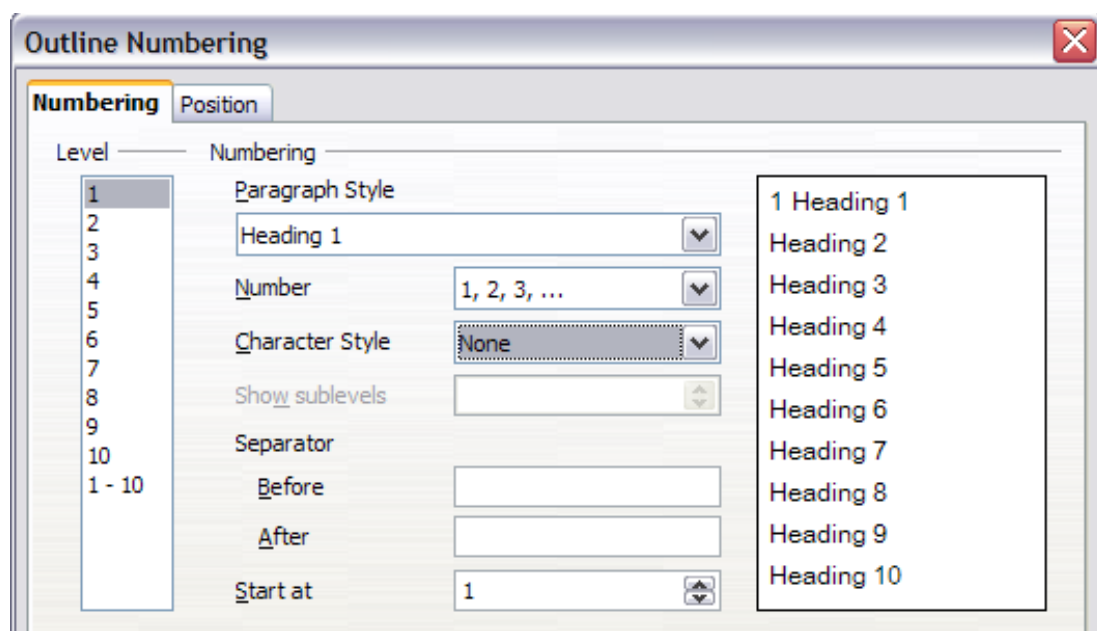 Outline Numbering
Numbering Position
Level
1
2
3
4
5
6
7
8
9
10
1 - 10
Numbering
Paragraph Style
Heading 1
Number 1, 2, 3, ...
Character Style None
Show sublevels
Separator
Before
After
Start at 1
1 Heading 1
Heading 2
Heading 3
Heading 4
Heading 5
Heading 6
Heading 7
Heading 8
Heading 9
Heading 10